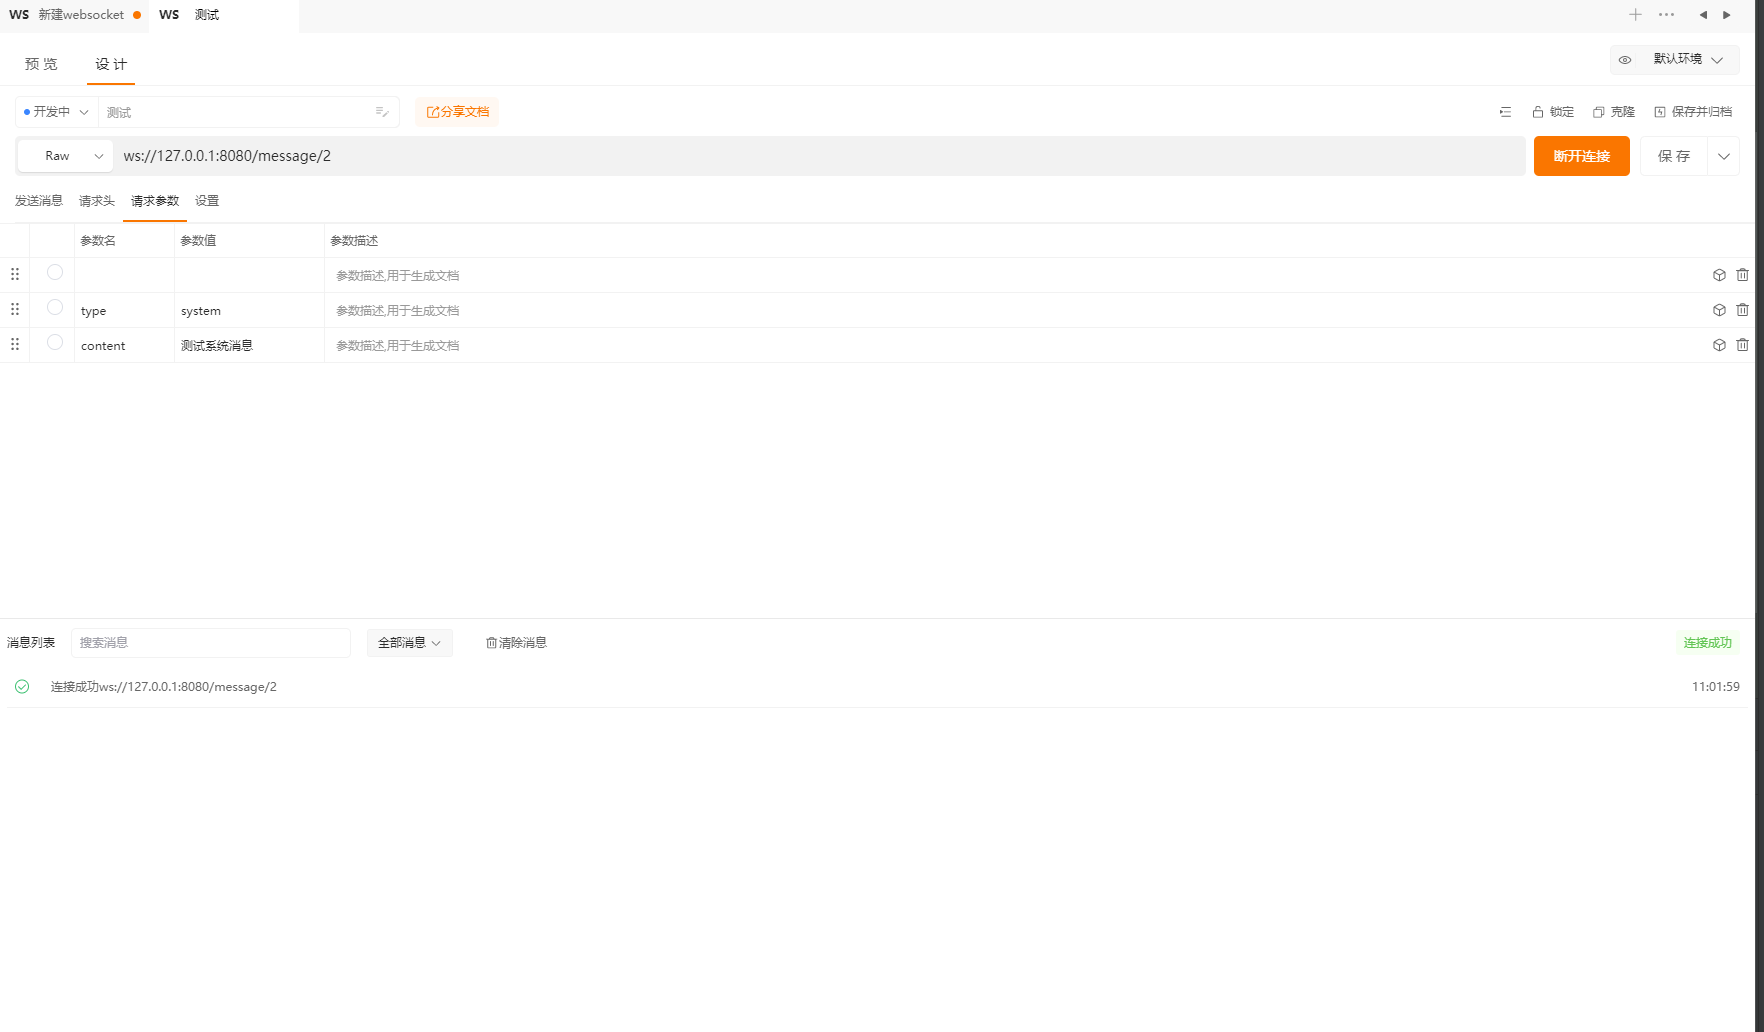 WS 新建websocket WS 测试
预 览 设 计 默认环境
开发中 测试 分享文档 锁定 克隆 保存并归档
Raw ws://127.0.0.1:8080/message/2 断开连接 保 存
发送消息 请求头 请求参数 设置
参数名 参数值 参数描述
参数描述,用于生成文档
type system 参数描述,用于生成文档
content 测试系统消息 参数描述,用于生成文档
消息列表 搜索消息 全部消息 清除消息 连接成功
连接成功ws://127.0.0.1:8080/message/2 11:01:59